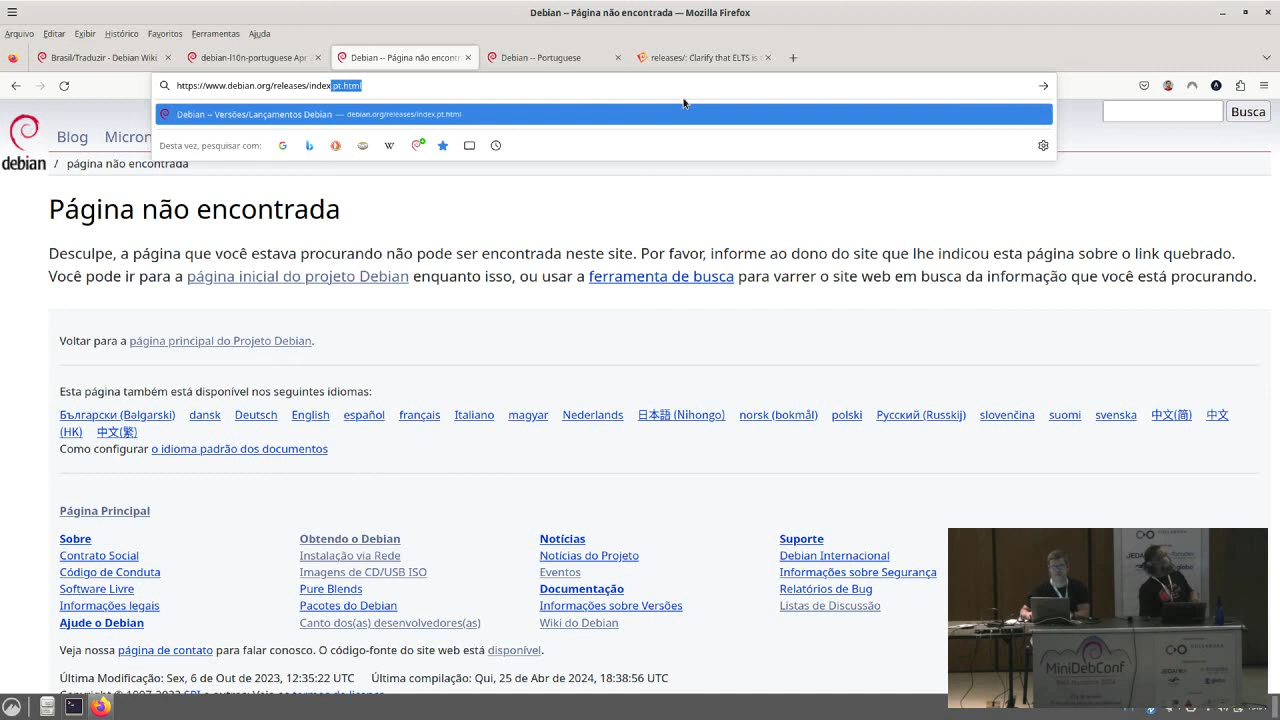 Debian -- Página não encontrada — Mozilla Firefox
Arquivo Editar Exibir Histórico Favoritos Ferramentas Ajuda
Brasil/Traduzir - Debian Wiki
debian-l10n-portuguese Apr
Debian -- Página não encontr
Debian -- Portuguese
releases/: Clarify that ELTS is
https://www.debian.org/releases/index.pt.html
Debian -- Versões/Lançamentos Debian — debian.org/releases/index.pt.html
Desta vez, pesquisar com:
Busca
debian
Blog Micron
/ página não encontrada
Página não encontrada
Desculpe, a página que você estava procurando não pode ser encontrada neste site. Por favor, informe ao dono do site que lhe indicou esta página sobre o link quebrado.
Você pode ir para a página inicial do projeto Debian enquanto isso, ou usar a ferramenta de busca para varrer o site web em busca da informação que você está procurando.
Voltar para a página principal do Projeto Debian.
Esta página também está disponível nos seguintes idiomas:
Български (Bəlgarski) dansk Deutsch English español français Italiano magyar Nederlands 日本語 (Nihongo) norsk (bokmål) polski Русский (Russkij) slovenčina suomi svenska 中文(简) 中文
(HK) 中文(繁)
Como configurar o idioma padrão dos documentos
Página Principal
Sobre
Contrato Social
Código de Conduta
Software Livre
Informações legais
Ajude o Debian
Obtendo o Debian
Instalação via Rede
Imagens de CD/USB ISO
Pure Blends
Pacotes do Debian
Canto dos(as) desenvolvedores(as)
Notícias
Notícias do Projeto
Eventos
Documentação
Informações sobre Versões
Wiki do Debian
Suporte
Debian Internacional
Informações sobre Segurança
Relatórios de Bug
Listas de Discussão
Veja nossa página de contato para falar conosco. O código-fonte do site web está disponível.
Última Modificação: Sex, 6 de Out de 2023, 12:35:22 UTC Última compilação: Qui, 25 de Abr de 2024, 18:38:56 UTC
MiniDebConf